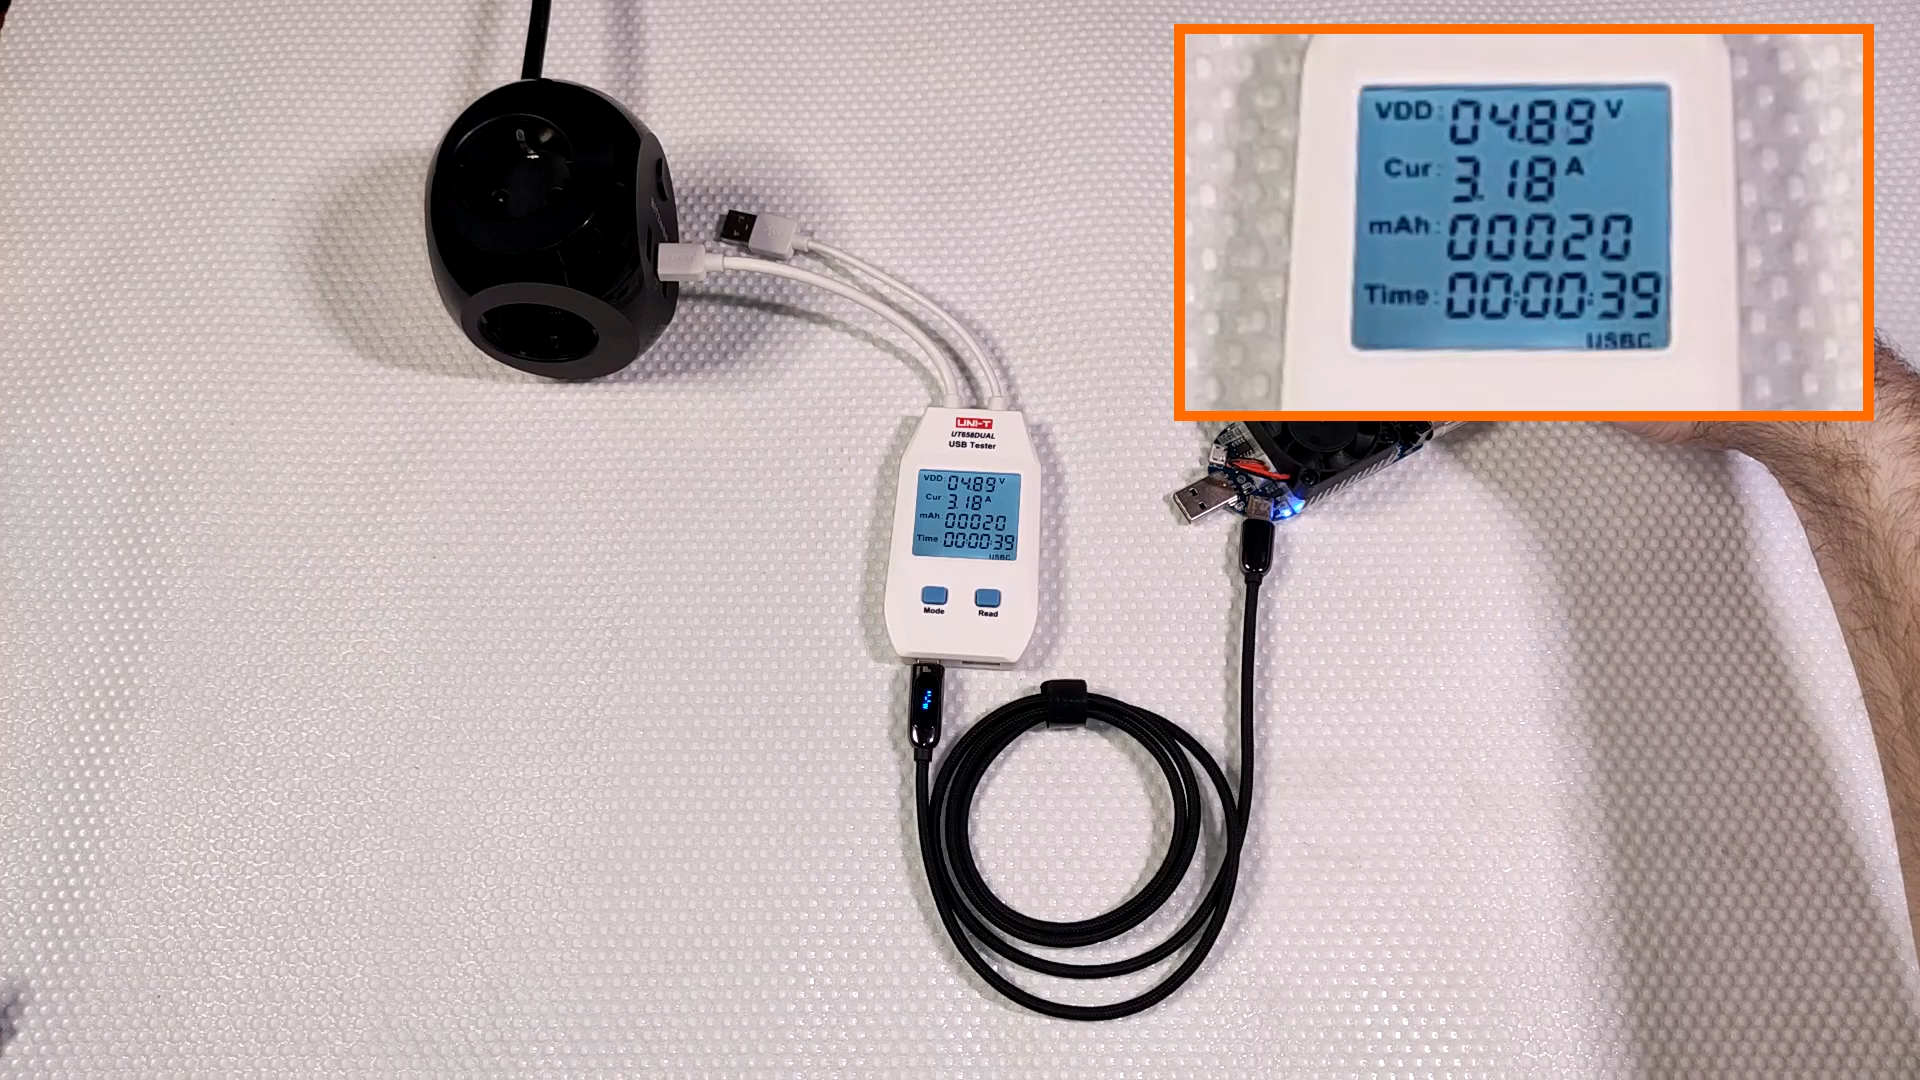 VDD: 04.89 V
Cur: 3.18 A
mAh: 00020
Time: 00:00:39
USBC
UNI-T
UT658DUAL
USB Tester
VDD: 04.89 V
Cur: 3.18 A
mAh: 00020
Time: 00:00:39
USBC
Mode Read